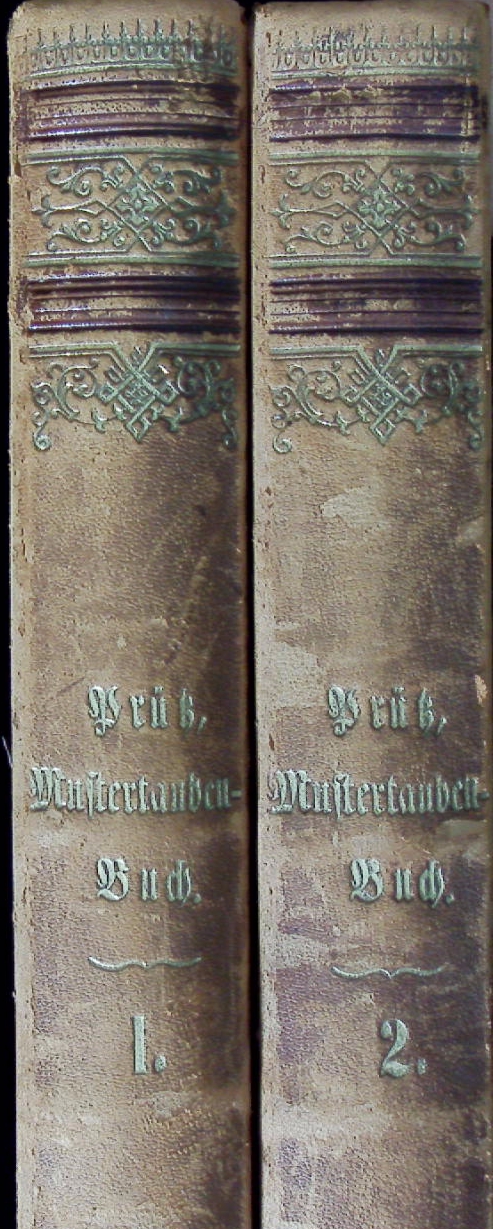 Prütz,
Mustertauben-
Buch.
1.
Prütz,
Mustertauben-
Buch.
2.